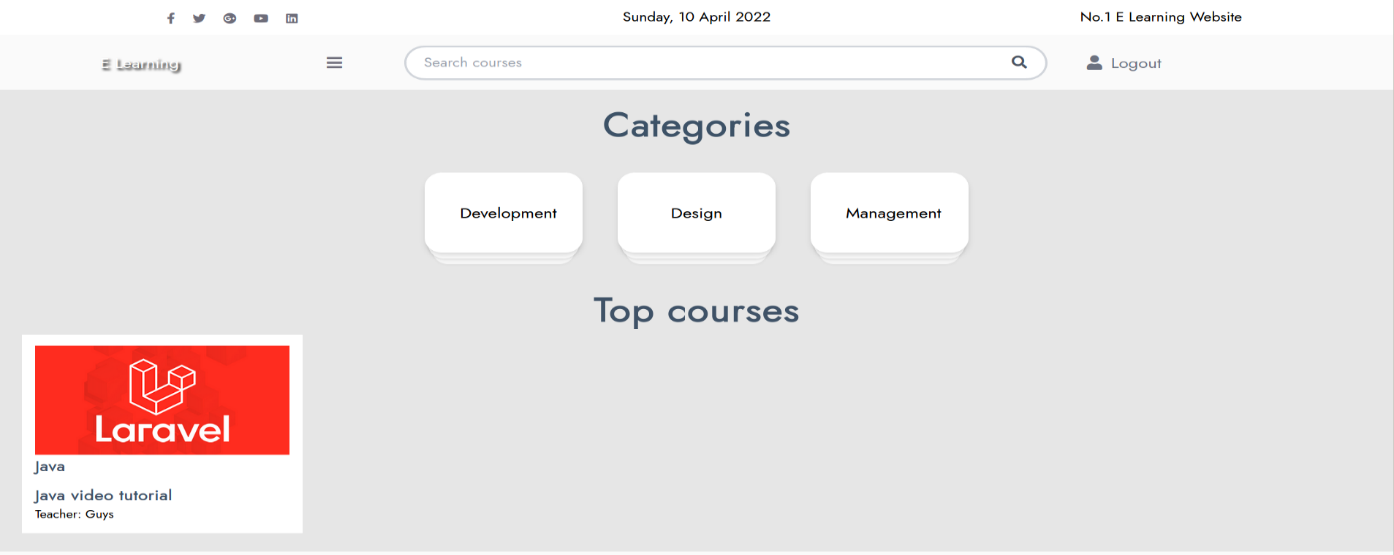 Sunday, 10 April 2022
No.1 E Learning Website
E Learning
Search courses
Logout
Categories
Development
Design
Management
Top courses
Laravel
Java
Java video tutorial
Teacher: Guys